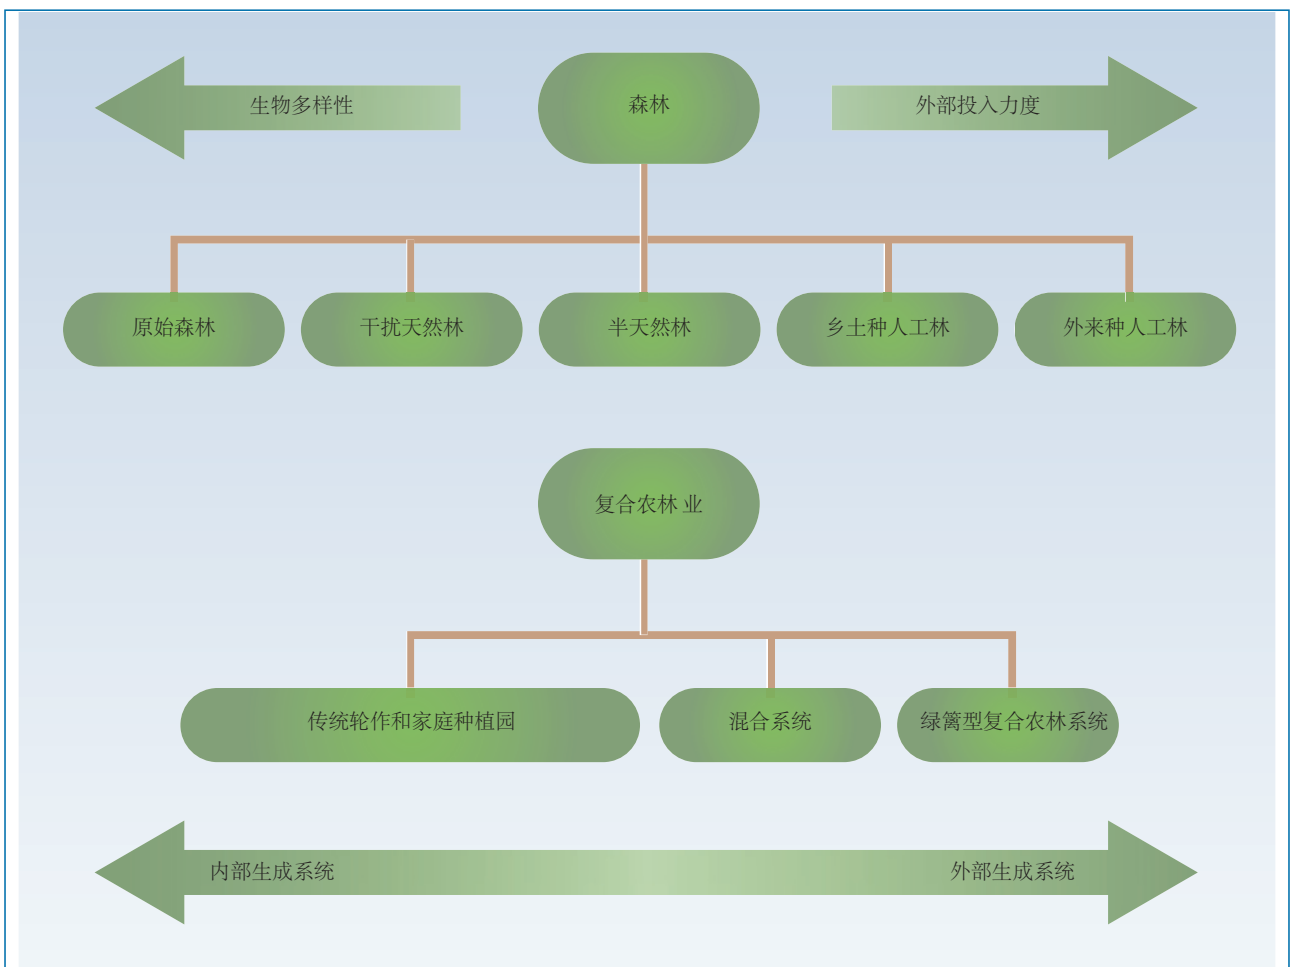 生物多样性
森林
外部投入力度
原始森林
干扰天然林
半天然林
乡土种人工林
外来种人工林
复合农林 业
传统轮作和家庭种植园
混合系统
绿篱型复合农林系统
内部生成系统
外部生成系统